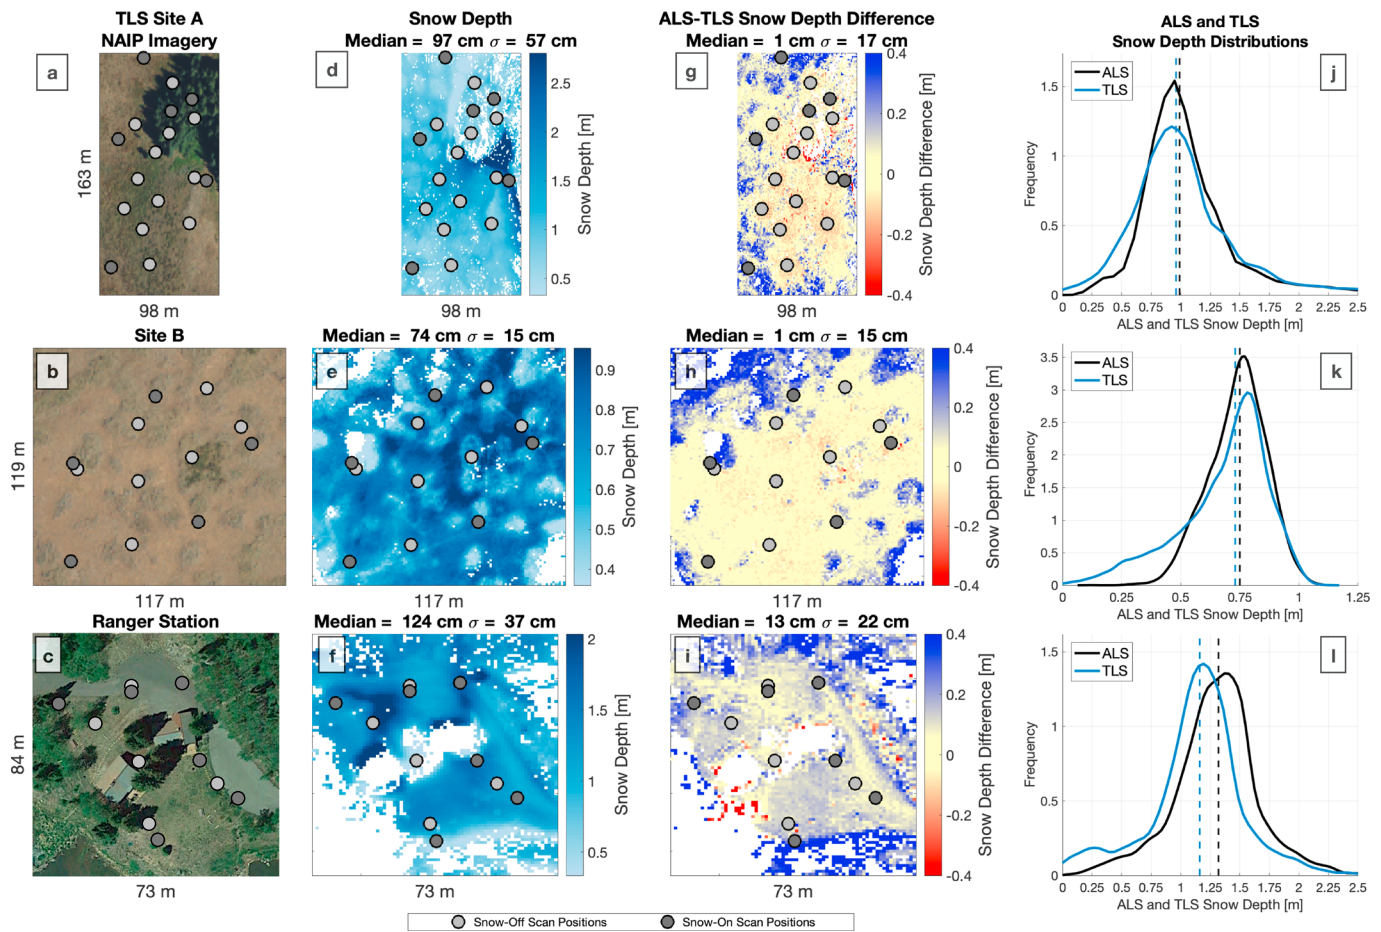 TLS Site A
NAIP Imagery
Snow Depth
Median = 97 cm σ = 57 cm
ALS-TLS Snow Depth Difference
Median = 1 cm σ = 17 cm
ALS and TLS
Snow Depth Distributions
a
163 m
98 m
d
2.5
2
1.5
1
0.5
Snow Depth [m]
98 m
g
0.4
0.2
0
-0.2
-0.4
Snow Depth Difference [m]
98 m
j
ALS
TLS
1.5
1
0.5
0
Frequency
0 0.25 0.5 0.75 1 1.25 1.5 1.75 2 2.5
ALS and TLS Snow Depth [m]
Site B
Median = 74 cm σ = 15 cm
Median = 1 cm σ = 15 cm
b
119 m
117 m
e
0.9
0.8
0.7
0.6
0.5
0.4
Snow Depth [m]
117 m
h
0.4
0.2
0
-0.2
-0.4
Snow Depth Difference [m]
117 m
k
ALS
TLS
3.5
3
2.5
2
1.5
1
0.5
0
Frequency
0 0.25 0.5 0.75 1 1.25
ALS and TLS Snow Depth [m]
Ranger Station
Median = 124 cm σ = 37 cm
Median = 13 cm σ = 22 cm
c
84 m
73 m
f
2
1.5
1
0.5
Snow Depth [m]
73 m
i
0.4
0.2
0
-0.2
-0.4
Snow Depth Difference [m]
73 m
l
ALS
TLS
1.5
1
0.5
0
Frequency
0 0.25 0.5 0.75 1 1.25 1.5 1.75 2 2.5
ALS and TLS Snow Depth [m]
Snow-Off Scan Positions
Snow-On Scan Positions